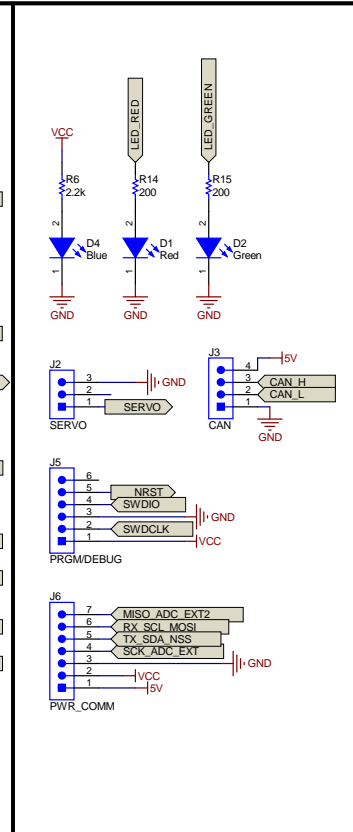 LED_RED
LED_GREEN
VCC
R6
2.2k
R14
200
R15
200
2
2
2
D4
Blue
D1
Red
D2
Green
1
1
1
GND
GND
GND
J2
3
GND
2
1
SERVO
SERVO
J3
5V
4
3
CAN_H
2
CAN_L
1
CAN
GND
J5
6
5
NRST
4
SWDIO
3
GND
2
SWDCLK
1
VCC
PRGM/DEBUG
J6
7
MISO_ADC_EXT2
6
RX_SCL_MOSI
5
TX_SDA_NSS
4
SCK_ADC_EXT
3
GND
2
VCC
1
5V
PWR_COMM